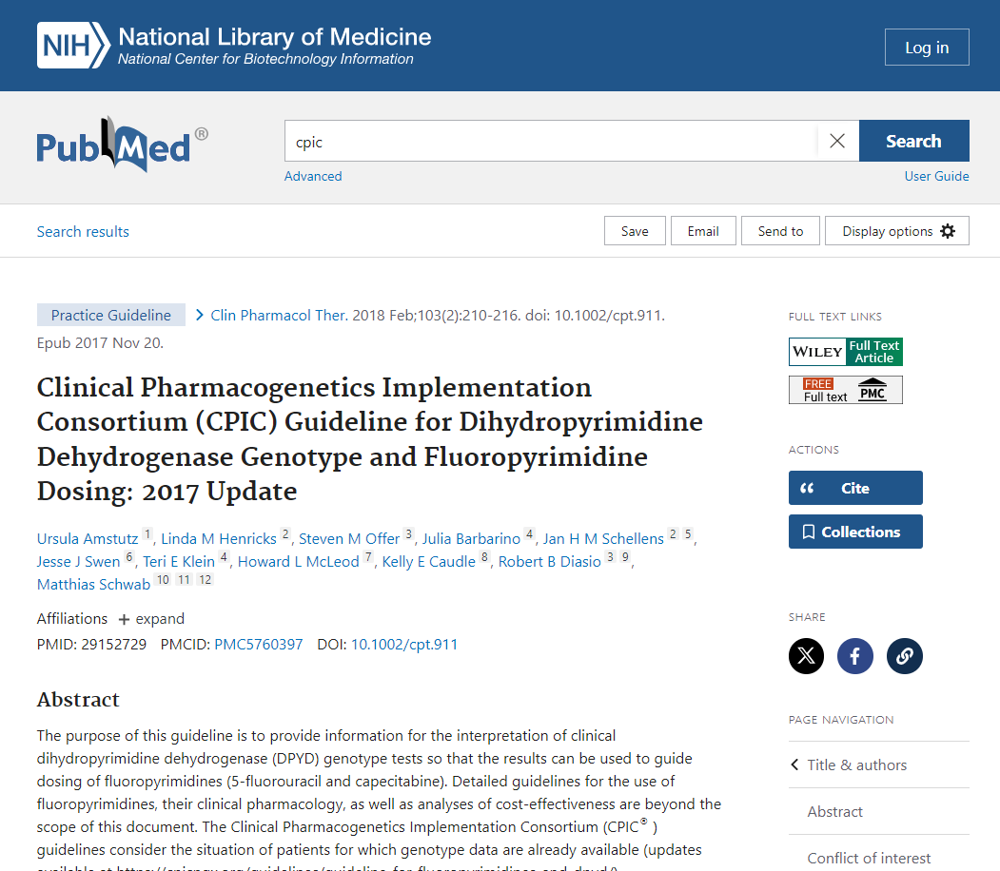 NIH National Library of Medicine
National Center for Biotechnology Information
Log in
PubMed®
cpic
Search
Advanced
User Guide
Search results
Save
Email
Send to
Display options
Practice Guideline
Clin Pharmacol Ther. 2018 Feb;103(2):210-216. doi: 10.1002/cpt.911.
Epub 2017 Nov 20.
Clinical Pharmacogenetics Implementation
Consortium (CPIC) Guideline for Dihydropyrimidine
Dehydrogenase Genotype and Fluoropyrimidine
Dosing: 2017 Update
Ursula Amstutz 1, Linda M Henricks 2, Steven M Offer 3, Julia Barbarino 4, Jan H M Schellens 2 5,
Jesse J Swen 6, Teri E Klein 4, Howard L McLeod 7, Kelly E Caudle 8, Robert B Diasio 3 9,
Matthias Schwab 10 11 12
Affiliations + expand
PMID: 29152729 PMCID: PMC5760397 DOI: 10.1002/cpt.911
Abstract
The purpose of this guideline is to provide information for the interpretation of clinical
dihydropyrimidine dehydrogenase (DPYD) genotype tests so that the results can be used to guide
dosing of fluoropyrimidines (5-fluorouracil and capecitabine). Detailed guidelines for the use of
fluoropyrimidines, their clinical pharmacology, as well as analyses of cost-effectiveness are beyond the
scope of this document. The Clinical Pharmacogenetics Implementation Consortium (CPIC® )
guidelines consider the situation of patients for which genotype data are already available (updates
available at https://cpicpgx.org/guidelines/guideline-for-fluoropyrimidines-and-dpyd/).
FULL TEXT LINKS
WILEY Full Text
Article
FREE
Full text PMC
ACTIONS
Cite
Collections
SHARE
PAGE NAVIGATION
Title & authors
Abstract
Conflict of interest